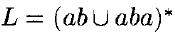 L = (ab ∪ aba)*